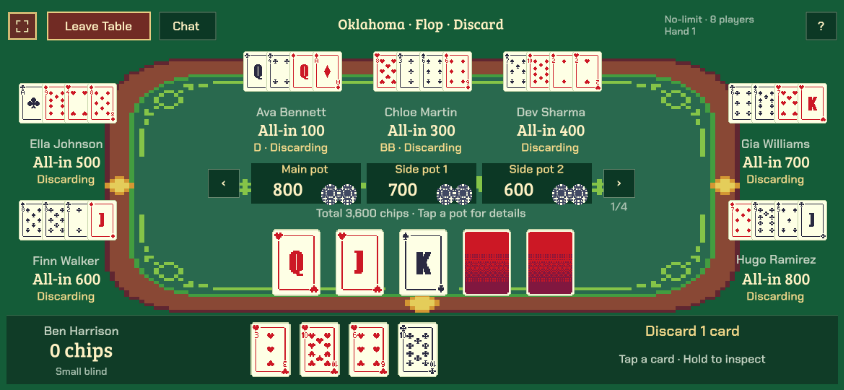 Leave Table
Chat
Oklahoma · Flop · Discard
No-limit · 8 players
Hand 1
?
Ava Bennett
All-in 100
D · Discarding
Chloe Martin
All-in 300
BB · Discarding
Dev Sharma
All-in 400
Discarding
Ella Johnson
All-in 500
Discarding
Gia Williams
All-in 700
Discarding
‹
Main pot
800
Side pot 1
700
Side pot 2
600
›
1/4
Total 3,600 chips · Tap a pot for details
Finn Walker
All-in 600
Discarding
Hugo Ramirez
All-in 800
Discarding
Q
J
K
Ben Harrison
0 chips
Small blind
3
10
6
10
Discard 1 card
Tap a card · Hold to inspect